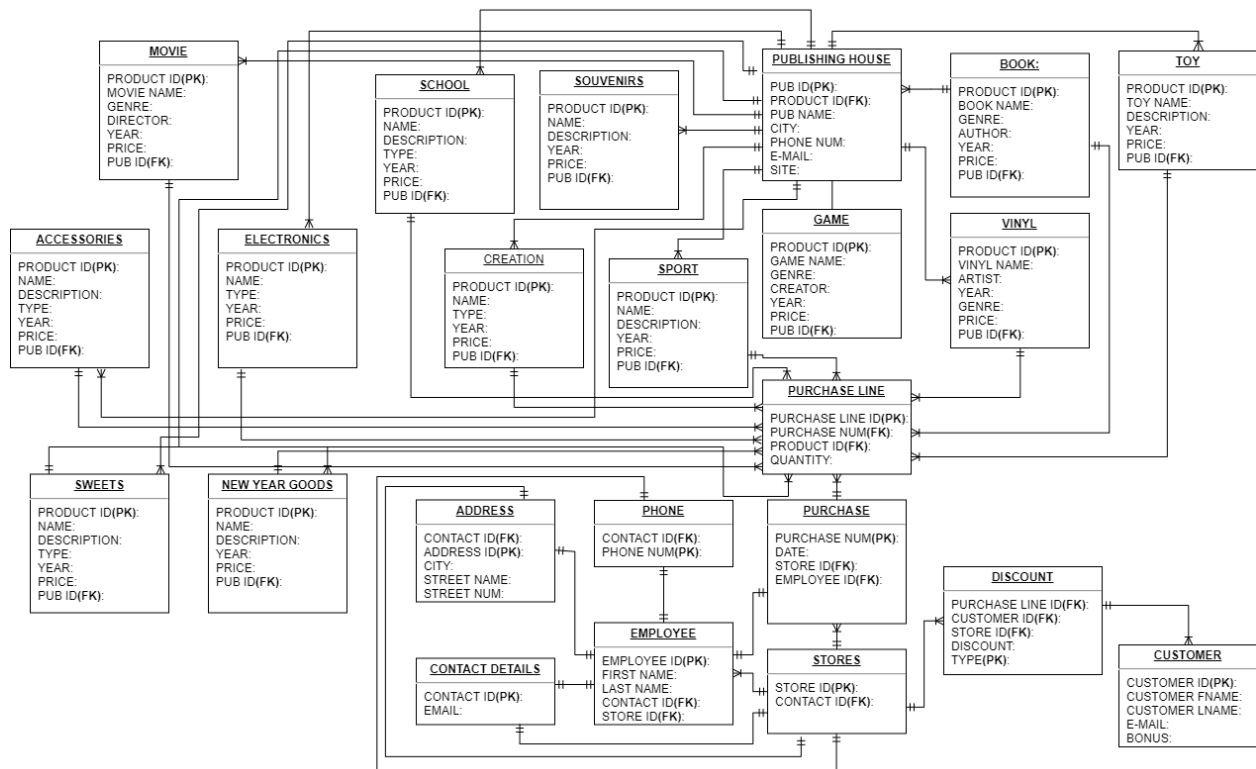 MOVIE
PRODUCT ID(PK):
MOVIE NAME:
GENRE:
DIRECTOR:
YEAR:
PRICE:
PUB ID(FK):
SCHOOL
PRODUCT ID(PK):
NAME:
DESCRIPTION:
TYPE:
YEAR:
PRICE:
PUB ID(FK):
SOUVENIRS
PRODUCT ID(PK):
NAME:
DESCRIPTION:
YEAR:
PRICE:
PUB ID(FK):
PUBLISHING HOUSE
PUB ID(PK):
PRODUCT ID(FK):
PUB NAME:
CITY:
PHONE NUM:
E-MAIL:
SITE:
BOOK:
PRODUCT ID(PK):
BOOK NAME:
GENRE:
AUTHOR:
YEAR:
PRICE:
PUB ID(FK):
TOY
PRODUCT ID(PK):
TOY NAME:
DESCRIPTION:
YEAR:
PRICE:
PUB ID(FK):
ACCESSORIES
PRODUCT ID(PK):
NAME:
DESCRIPTION:
TYPE:
YEAR:
PRICE:
PUB ID(FK):
ELECTRONICS
PRODUCT ID(PK):
NAME:
TYPE:
YEAR:
PRICE:
PUB ID(FK):
CREATION
PRODUCT ID(PK):
NAME:
TYPE:
YEAR:
PRICE:
PUB ID(FK):
SPORT
PRODUCT ID(PK):
NAME:
DESCRIPTION:
YEAR:
PRICE:
PUB ID(FK):
GAME
PRODUCT ID(PK):
GAME NAME:
GENRE:
CREATOR:
YEAR:
PRICE:
PUB ID(FK):
VINYL
PRODUCT ID(PK):
VINYL NAME:
ARTIST:
YEAR:
GENRE:
PRICE:
PUB ID(FK):
PURCHASE LINE
PURCHASE LINE ID(PK):
PURCHASE NUM(FK):
PRODUCT ID(FK):
QUANTITY:
SWEETS
PRODUCT ID(PK):
NAME:
DESCRIPTION:
TYPE:
YEAR:
PRICE:
PUB ID(FK):
NEW YEAR GOODS
PRODUCT ID(PK):
NAME:
DESCRIPTION:
YEAR:
PRICE:
PUB ID(FK):
ADDRESS
CONTACT ID(FK):
ADDRESS ID(PK):
CITY:
STREET NAME:
STREET NUM:
PHONE
CONTACT ID(FK):
PHONE NUM(PK):
PURCHASE
PURCHASE NUM(PK):
DATE:
STORE ID(FK):
EMPLOYEE ID(FK):
DISCOUNT
PURCHASE LINE ID(FK):
CUSTOMER ID(FK):
STORE ID(FK):
DISCOUNT:
TYPE(PK):
CONTACT DETAILS
CONTACT ID(PK):
EMAIL:
EMPLOYEE
EMPLOYEE ID(PK):
FIRST NAME:
LAST NAME:
CONTACT ID(FK):
STORE ID(FK):
STORES
STORE ID(PK):
CONTACT ID(FK):
CUSTOMER
CUSTOMER ID(PK):
CUSTOMER FNAME:
CUSTOMER LNAME:
E-MAIL:
BONUS: